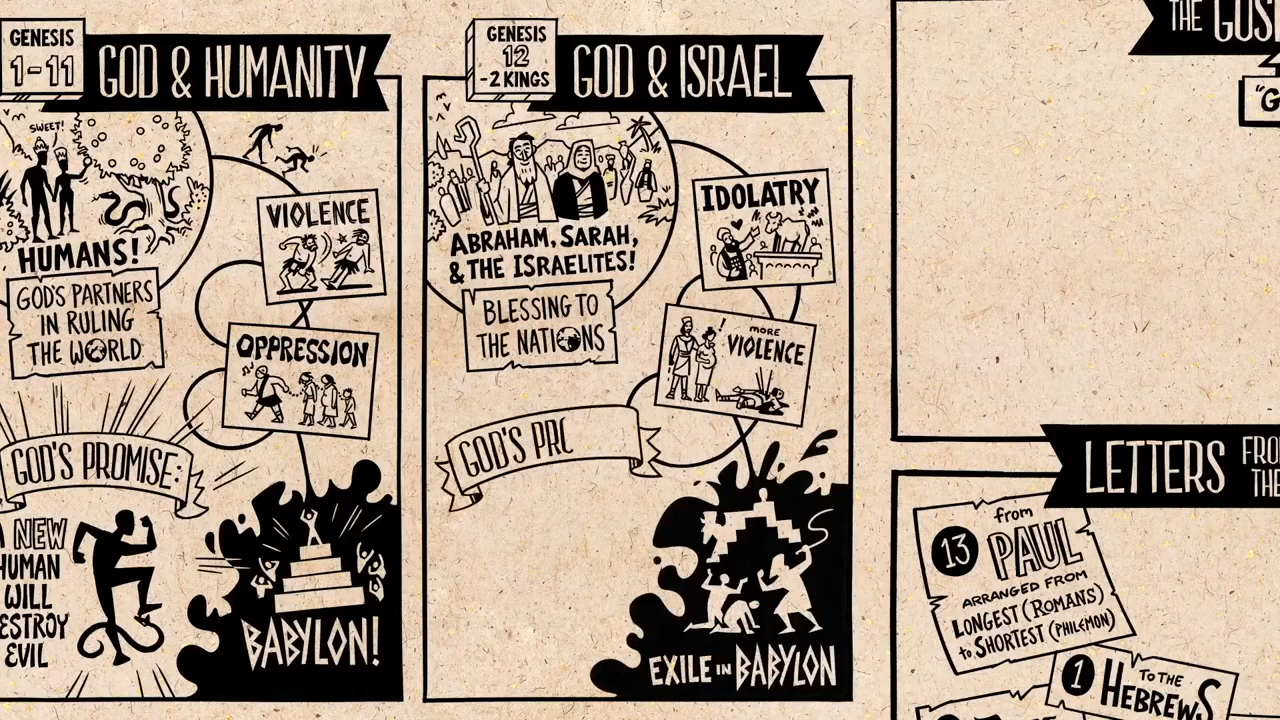 GENESIS
1-11
GOD & HUMANITY
SWEET!
HUMANS!
GOD'S PARTNERS
IN RULING
THE WORLD
VIOLENCE
OPPRESSION
GOD'S PROMISE:
NEW
HUMAN
WILL
ESTROY
EVIL
BABYLON!
GENESIS
12
-2 KINGS
GOD & ISRAEL
ABRAHAM, SARAH,
& THE ISRAELITES!
BLESSING TO
THE NATIONS
IDOLATRY
MORE
VIOLENCE
GOD'S PRO
EXILE IN BABYLON
THE GOS
"G
LETTERS FRO
THE
13
from
PAUL
ARRANGED FROM
LONGEST (ROMANS)
to SHORTEST (PHILEMON)
1
TO THE
HEBREWS